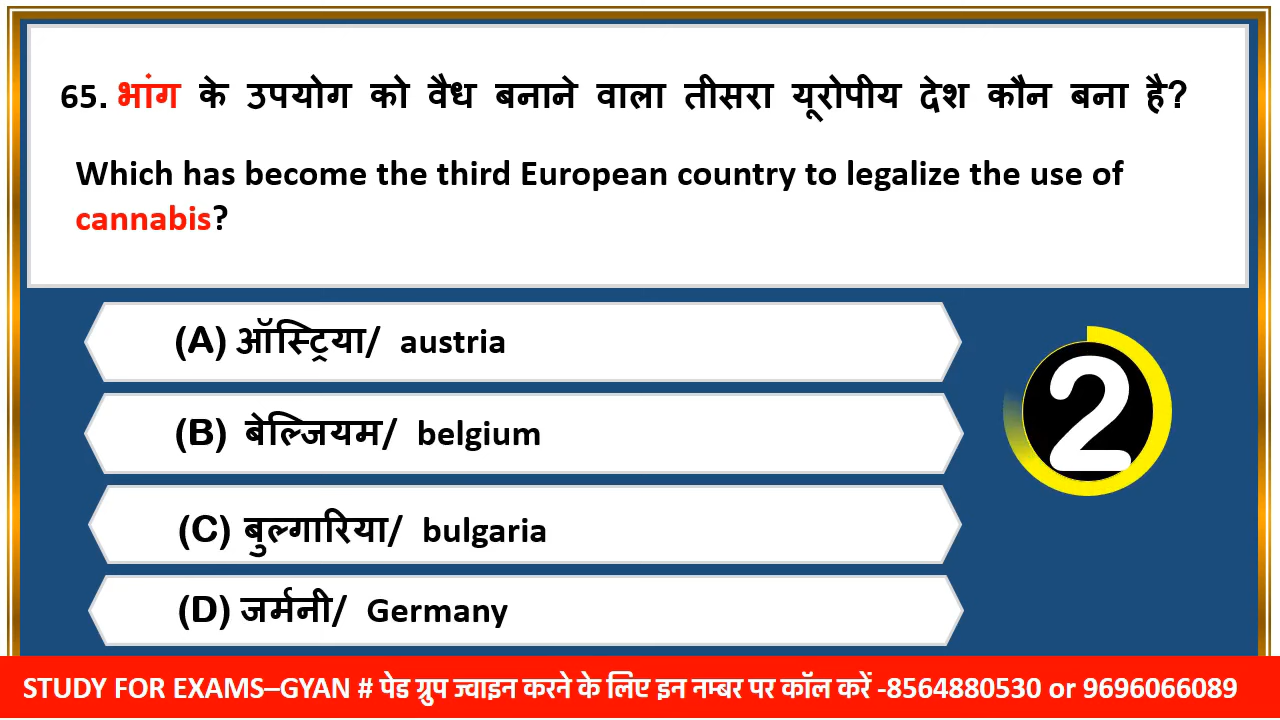 65. भांग के उपयोग को वैध बनाने वाला तीसरा यूरोपीय देश कौन बना है?
Which has become the third European country to legalize the use of
cannabis?
(A) ऑस्ट्रिया/ austria
(B) बेल्जियम/ belgium
2
(C) बुल्गारिया/ bulgaria
(D) जर्मनी/ Germany
STUDY FOR EXAMS–GYAN # पेड ग्रुप ज्वाइन करने के लिए इन नम्बर पर कॉल करें -8564880530 or 9696066089